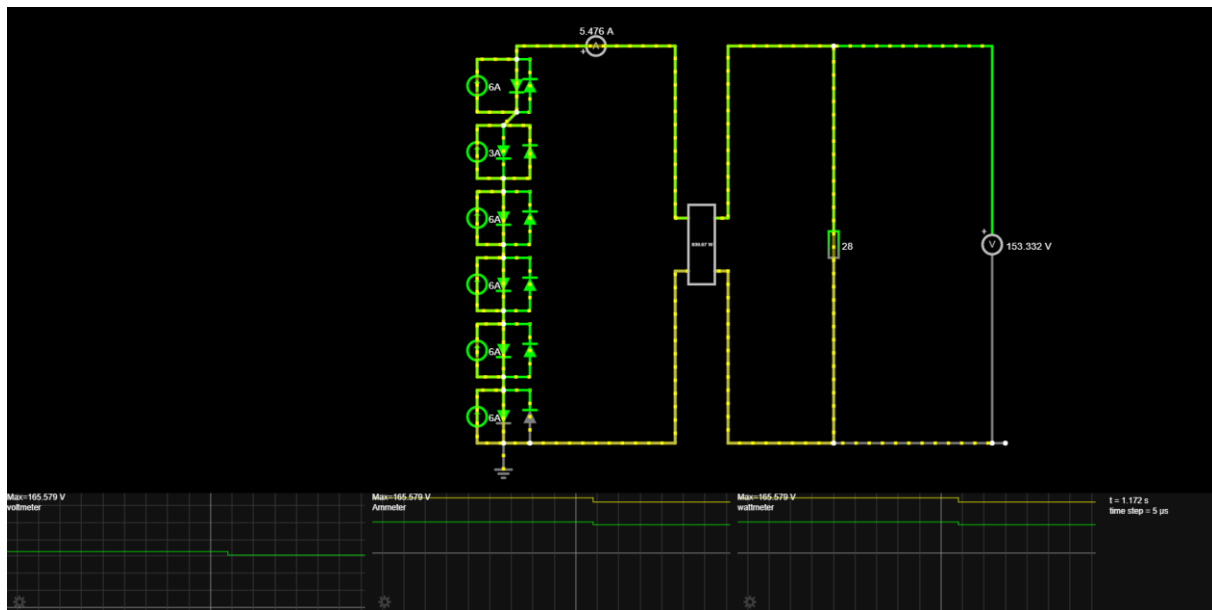 5.476 A
A
+
6A
3A
6A
6A
6A
6A
28
+
V
153.332 V
Max=165.579 V
voltmeter
Max=165.579 V
Ammeter
Max=165.579 V
wattmeter
t = 1.172 s
time step = 5 μs